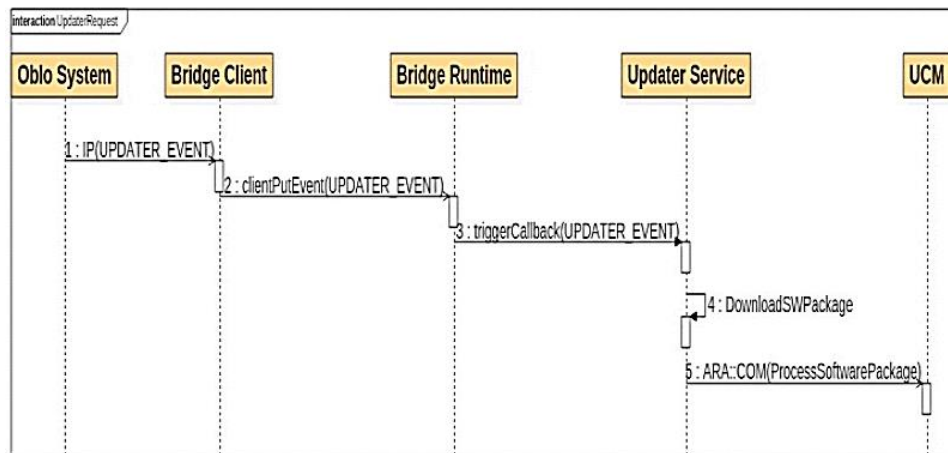 interaction UpdaterRequest
Oblo System Bridge Client Bridge Runtime Updater Service UCM
1 : IP(UPDATER_EVENT)
2 : clientPutEvent(UPDATER_EVENT)
3 : triggerCallback(UPDATER_EVENT)
4 : DownloadSWPackage
5 : ARA::COM(ProcessSoftwarePackage)